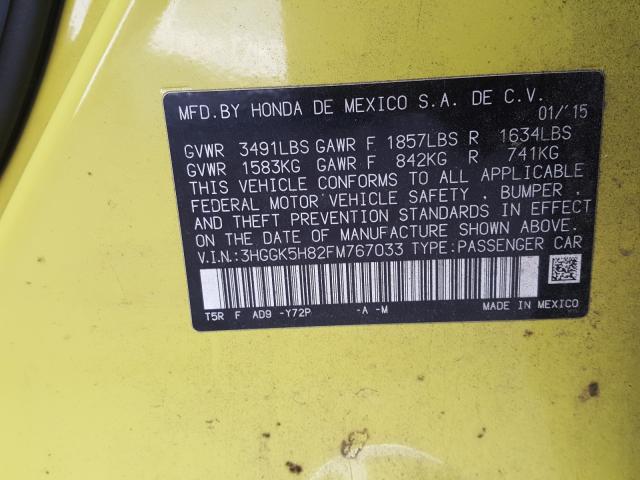 MFD.BY HONDA DE MEXICO S.A. DE C.V.
01/'15
GVWR 3491LBS GAWR F 1857LBS R 1634LBS
GVWR 1583KG GAWR F 842KG R 741KG
THIS VEHICLE CONFORMS TO ALL APPLICABLE
FEDERAL MOTOR VEHICLE SAFETY , BUMPER ,
AND THEFT PREVENTION STANDARDS IN EFFECT
ON THE DATE OF MANUFACTURE SHOWN ABOVE.
V.I.N.:3HGGK5H82FM767033 TYPE:PASSENGER CAR
T5R F AD9 -Y72P -A -M MADE IN MEXICO